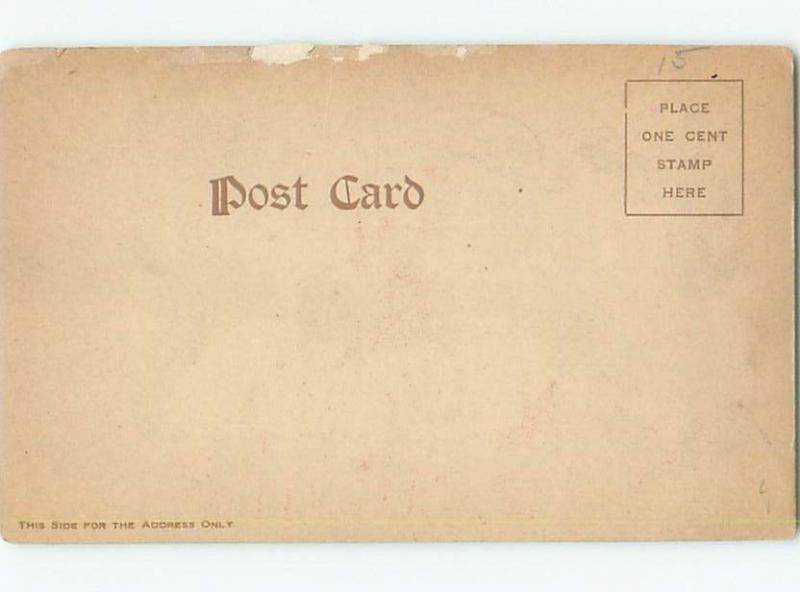 15
PLACE
ONE CENT
STAMP
HERE
Post Card
THIS SIDE FOR THE ADDRESS ONLY.